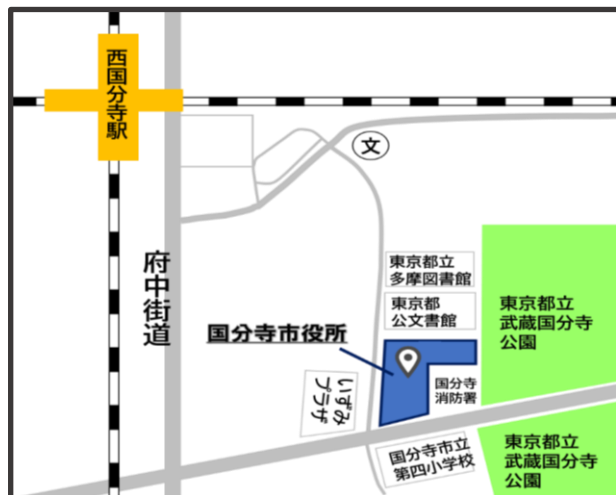 西国分寺駅
文
府中街道
東京都立
多摩図書館
東京都
公文書館
東京都立
武蔵国分寺
公園
国分寺市役所
国分寺
消防署
いずみ
プラザ
国分寺市立
第四小学校
東京都立
武蔵国分寺
公園